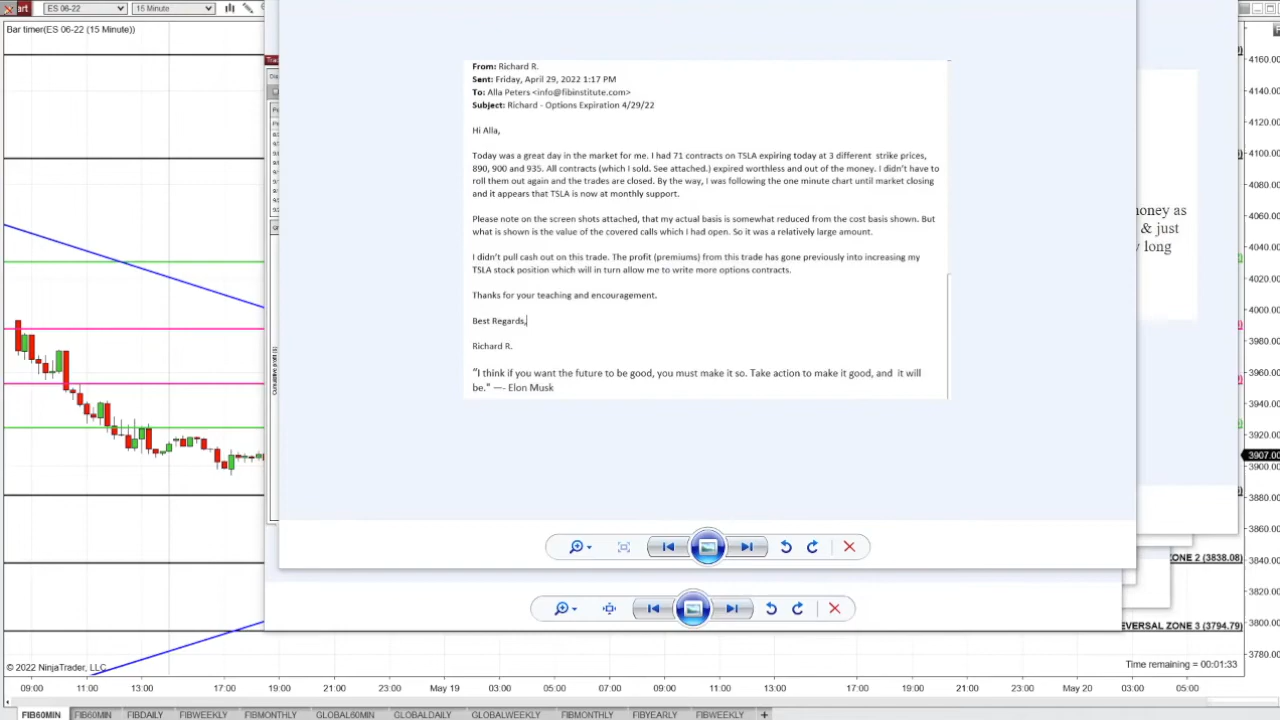 art
ES 06-22
15 Minute
Bar timer(ES 06-22 (15 Minute))
From: Richard R.
Sent: Friday, April 29, 2022 1:17 PM
To: Alla Peters <info@fibinstitute.com>
Subject: Richard - Options Expiration 4/29/22
Hi Alla,
Today was a great day in the market for me. I had 71 contracts on TSLA expiring today at 3 different strike prices,
890, 900 and 935. All contracts (which I sold. See attached.) expired worthless and out of the money. I didn't have to
roll them out again and the trades are closed. By the way, I was following the one minute chart until market closing
and it appears that TSLA is now at monthly support.
Please note on the screen shots attached, that my actual basis is somewhat reduced from the cost basis shown. But
what is shown is the value of the covered calls which I had open. So it was a relatively large amount.
I didn't pull cash out on this trade. The profit (premiums) from this trade has gone previously into increasing my
TSLA stock position which will in turn allow me to write more options contracts.
Thanks for your teaching and encouragement.
Best Regards,
Richard R.
"I think if you want the future to be good, you must make it so. Take action to make it good, and it will
be." —- Elon Musk
noney as
& just
long
Cumulative profit ($)
4160.00
4140.00
4120.00
4100.00
4080.00
4060.00
4040.00
4020.00
4000.00
3980.00
3960.00
3940.00
3920.00
3907.00
3900.00
3880.00
3860.00
3840.00
3820.00
3800.00
3780.00
ONE 2 (3838.08)
EVERSAL ZONE 3 (3794.79)
© 2022 NinjaTrader, LLC
Time remaining = 00:01:33
09:00 11:00 13:00 17:00 19:00 21:00 23:00 May 19 03:00 05:00 07:00 09:00 11:00 13:00 17:00 19:00 21:00 23:00 May 20 03:00 05:00
FIB60MIN FIB60MIN FIBDAILY FIBWEEKLY FIBMONTHLY GLOBAL60MIN GLOBALDAILY GLOBALWEEKLY FIBMONTHLY FIBYEARLY FIBWEEKLY +